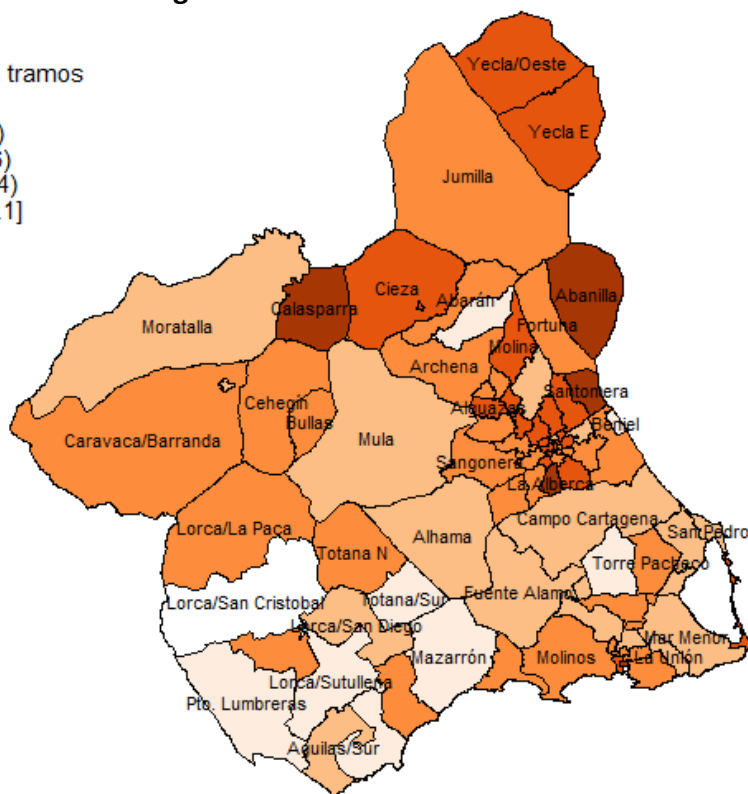 tramos
)
6)
4)
.1]
Yecla/Oeste
Yecla E
Jumilla
Cieza
Abarán
Abanilla
Calasparra
Moratalla
Fortuna
Molina
Archena
Santomera
Cehegín
Alguazas
Bullas
Beniel
Caravaca/Barranda
Mula
Sangonera
La Alberca
Lorca/La Paca
Campo Cartagena
San Pedro
Alhama
Totana N
Torre Pacheco
Fuente Alamo
Lorca/San Cristobal
Totana/Sur
Lorca/San Diego
Mar Menor
Mazarrón
Molinos
La Unión
Lorca/Sutullena
Pto. Lumbreras
Aguilas/Sur